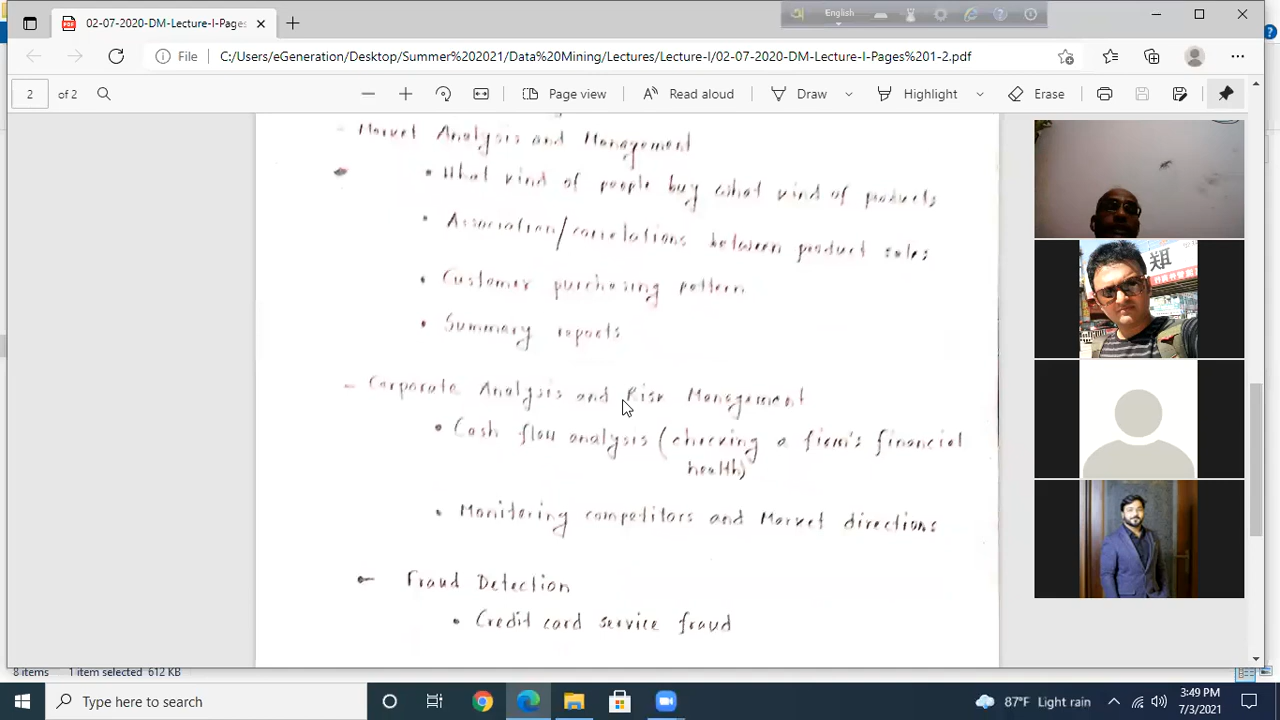 02-07-2020-DM-Lecture-I-Pages
English
File
C:/Users/eGeneration/Desktop/Summer%202021/Data%20Mining/Lectures/Lecture-I/02-07-2020-DM-Lecture-I-Pages%201-2.pdf
2 of 2
Page view
Read aloud
Draw
Highlight
Erase
- Market Analysis and Management
• What kind of people buy what kind of products
• Association/correlations between product sales
• Customer purchasing pattern
• Summary reports
- Corporate Analysis and Risk Management
• Cash flow analysis (checking a firm's financial
health)
• Monitoring competitors and Market directions
- Fraud Detection
• Credit card service fraud
郑
8 items 1 item selected 612 KB
Type here to search
87°F Light rain
3:49 PM
7/3/2021